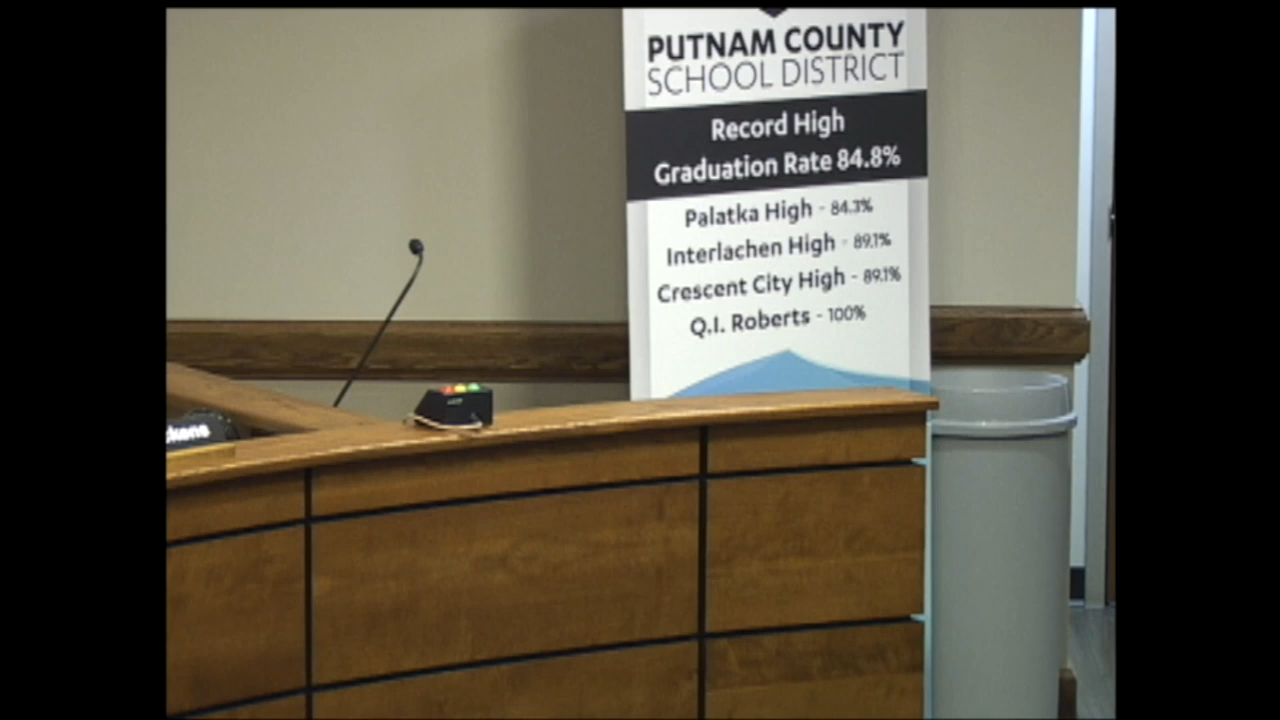 PUTNAM COUNTY
SCHOOL DISTRICT
Record High
Graduation Rate 84.8%
Palatka High - 84.3%
Interlachen High - 89.1%
Crescent City High - 89.1%
Q.I. Roberts - 100%
ckens